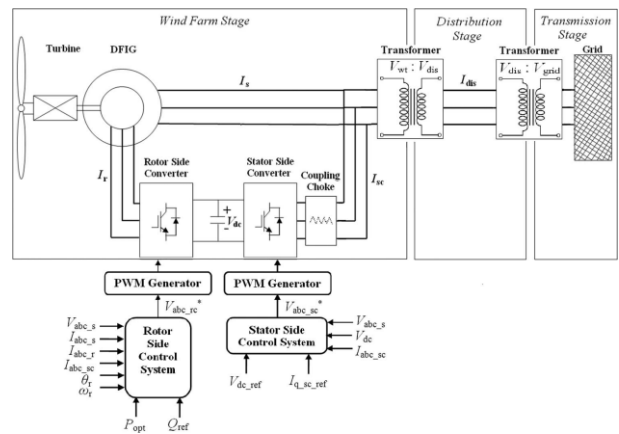 Wind Farm Stage
Distribution Stage
Transmission Stage
Turbine
DFIG
Transformer
Transformer
Grid
V_wt : V_dis
V_dis : V_grid
I_s
I_dis
Rotor Side Converter
Stator Side Converter
Coupling Choke
I_r
I_sc
+
V_dc
-
PWM Generator
PWM Generator
V_abc_rc*
V_abc_sc*
V_abc_s
I_abc_s
I_abc_r
I_abc_sc
θ_r
ω_r
Rotor Side Control System
Stator Side Control System
V_abc_s
V_dc
I_abc_sc
V_dc_ref
I_q_sc_ref
P_opt
Q_ref